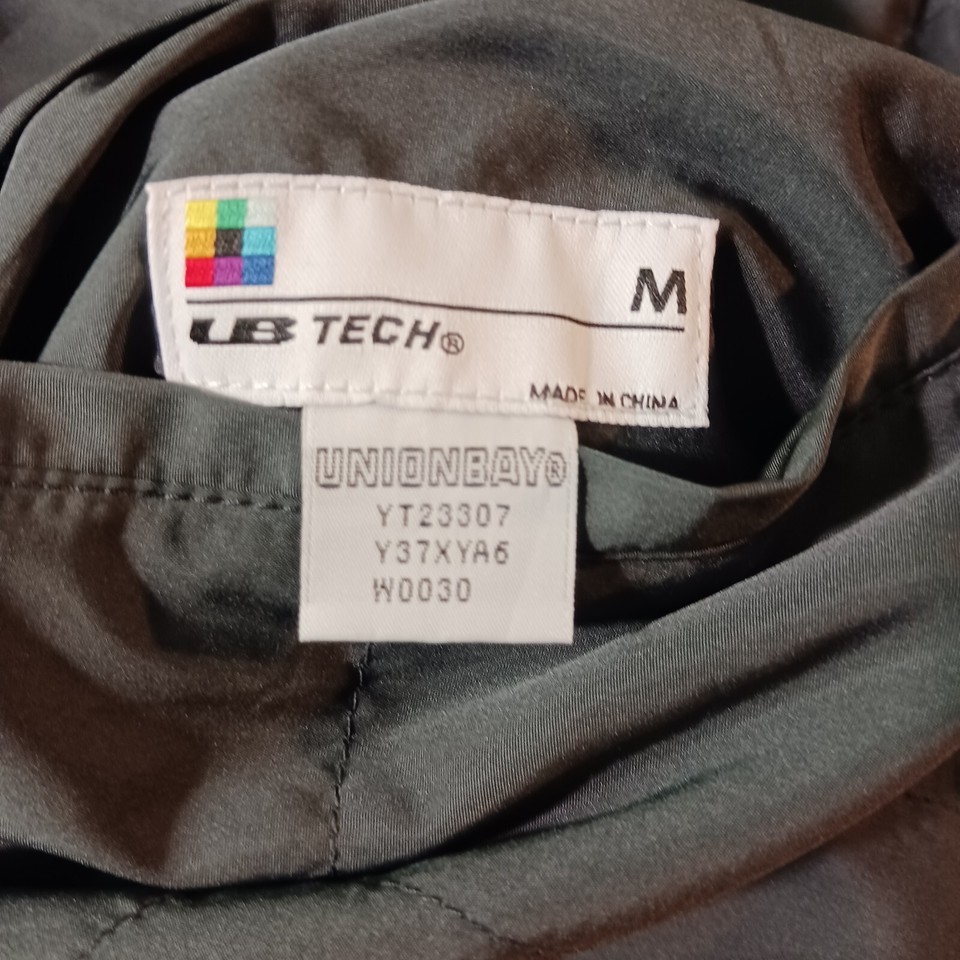 M
UB TECH®
MADE IN CHINA
UNIONBAY®
YT23307
Y37XYA6
W0030